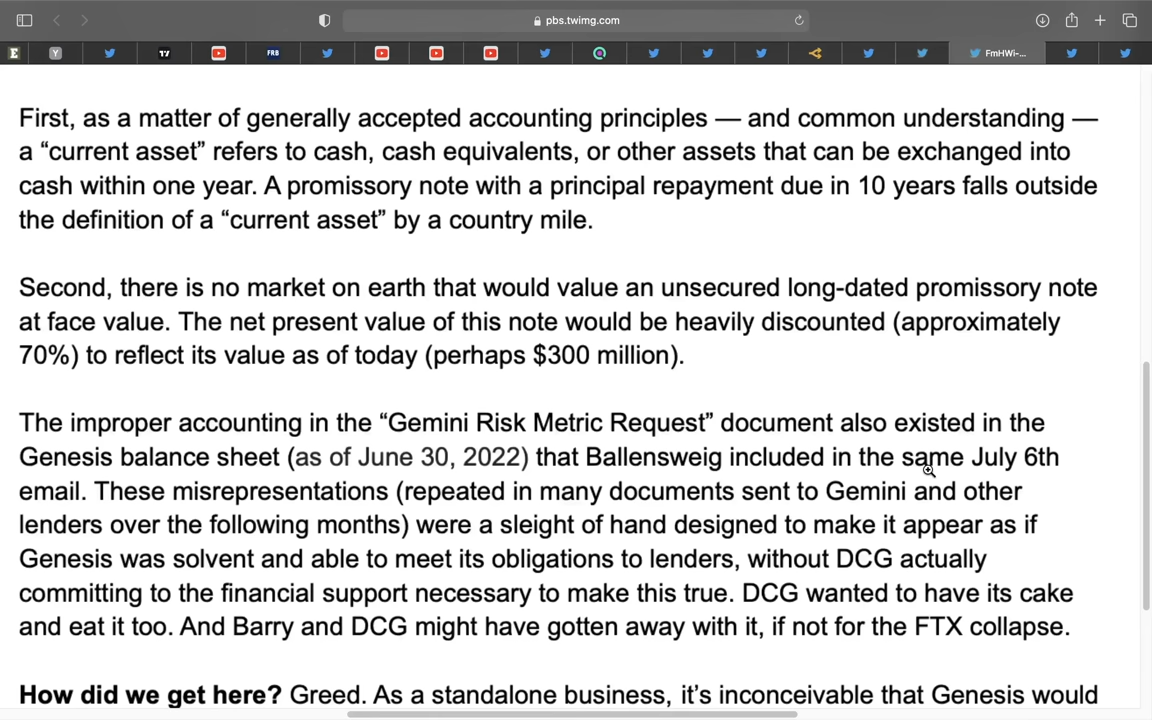 pbs.twimg.com
E
Y
FRB
FmHWi-...
First, as a matter of generally accepted accounting principles — and common understanding —
a “current asset” refers to cash, cash equivalents, or other assets that can be exchanged into
cash within one year. A promissory note with a principal repayment due in 10 years falls outside
the definition of a “current asset” by a country mile.
Second, there is no market on earth that would value an unsecured long-dated promissory note
at face value. The net present value of this note would be heavily discounted (approximately
70%) to reflect its value as of today (perhaps $300 million).
The improper accounting in the “Gemini Risk Metric Request” document also existed in the
Genesis balance sheet (as of June 30, 2022) that Ballensweig included in the same July 6th
email. These misrepresentations (repeated in many documents sent to Gemini and other
lenders over the following months) were a sleight of hand designed to make it appear as if
Genesis was solvent and able to meet its obligations to lenders, without DCG actually
committing to the financial support necessary to make this true. DCG wanted to have its cake
and eat it too. And Barry and DCG might have gotten away with it, if not for the FTX collapse.
How did we get here? Greed. As a standalone business, it’s inconceivable that Genesis would